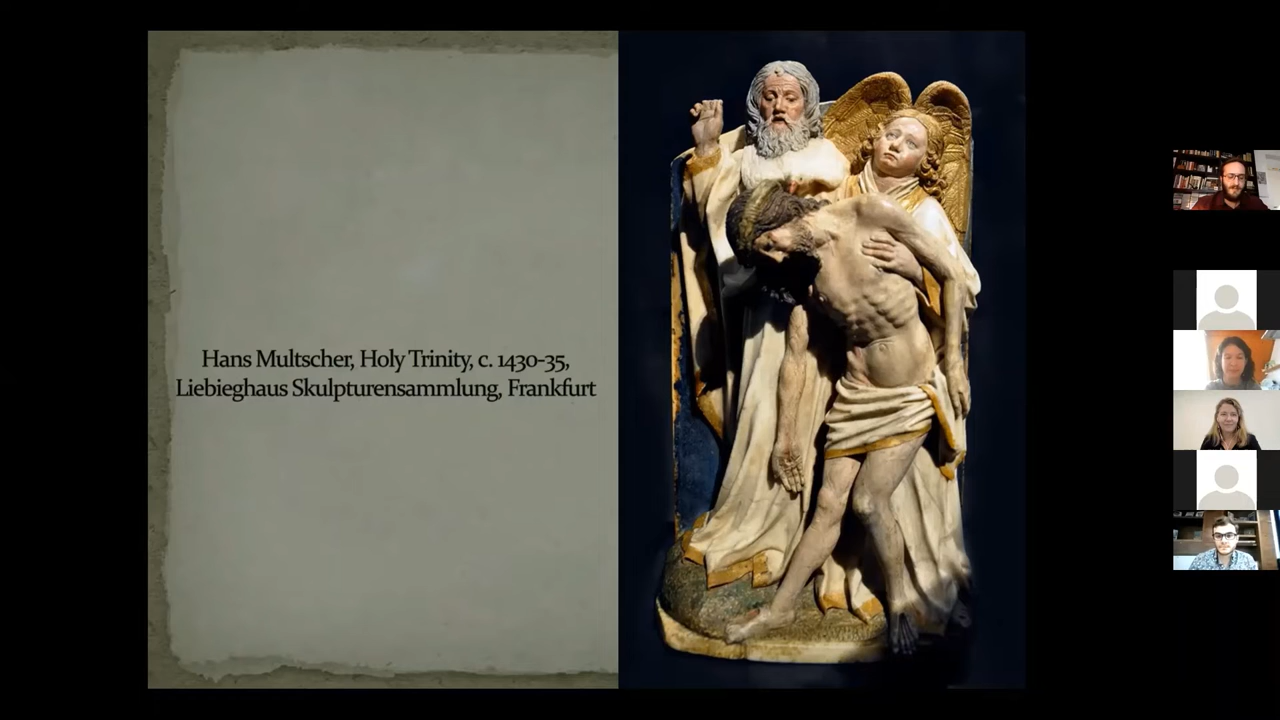 Hans Multscher, Holy Trinity, c. 1430-35,
Liebieghaus Skulpturensammlung, Frankfurt